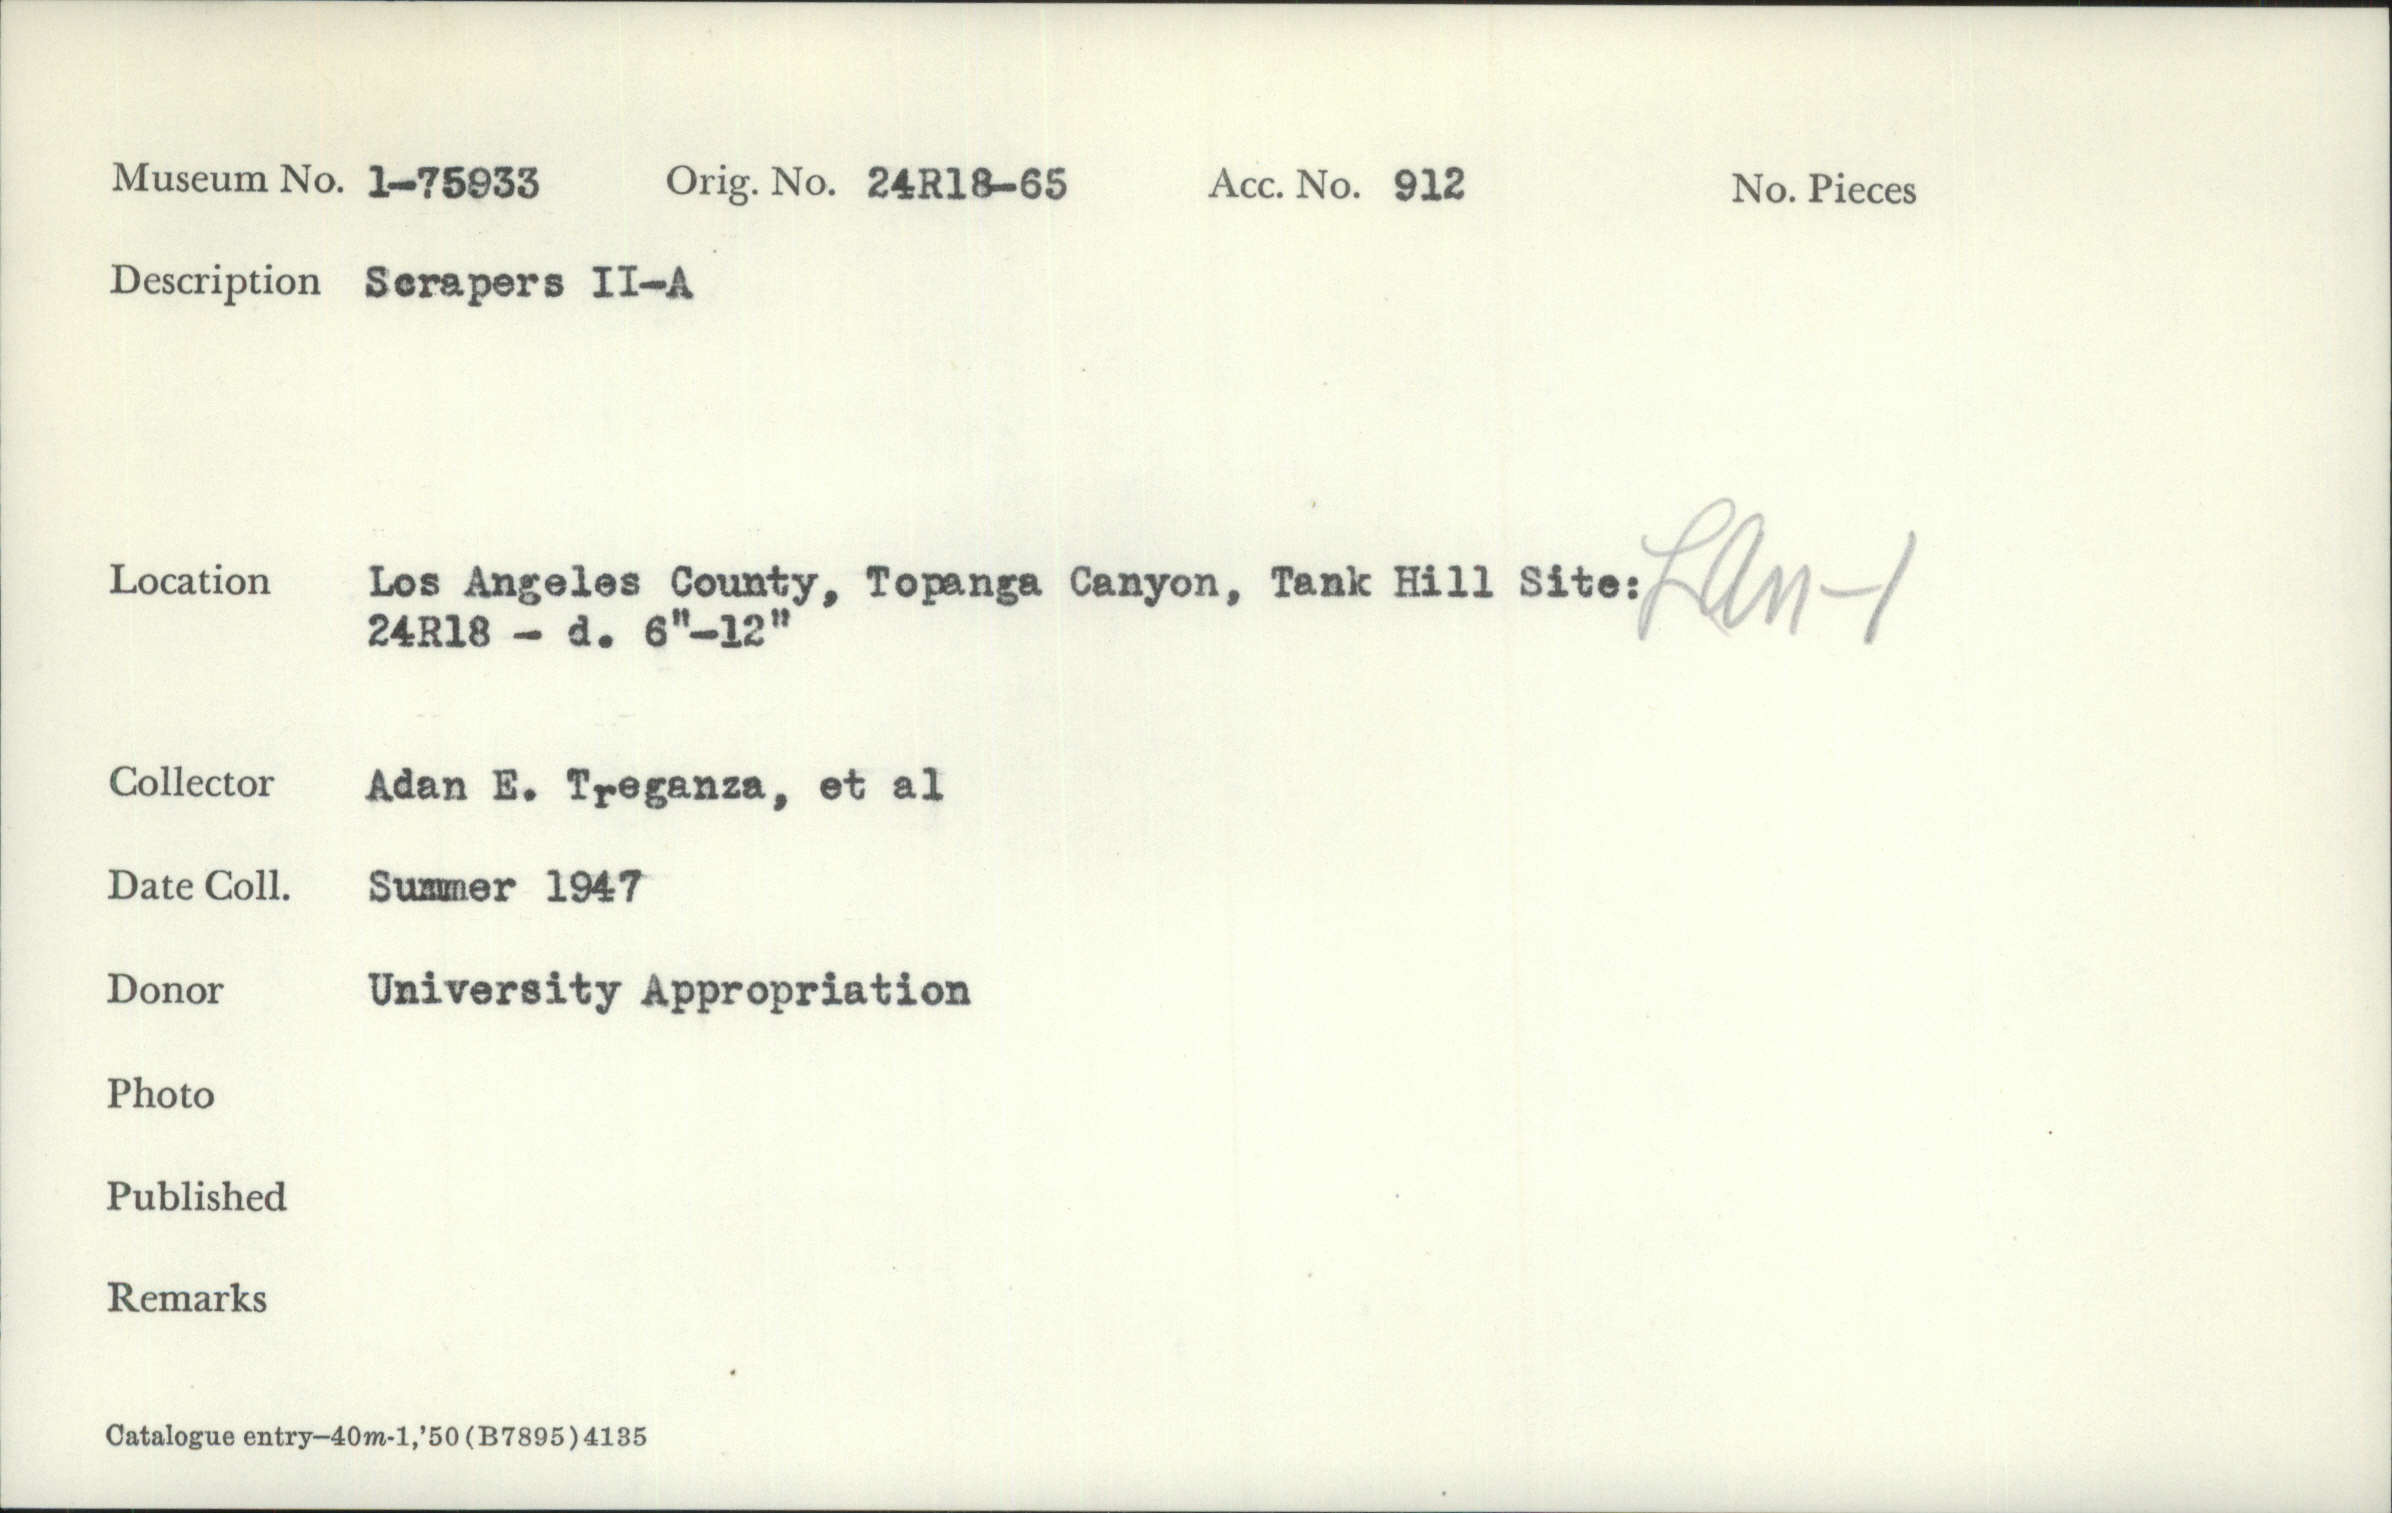 Museum No. 1-75933 Orig. No. 24R18-65 Acc. No. 912 No. Pieces
Description Scrapers II-A
Location Los Angeles County, Topanga Canyon, Tank Hill Site: LAn-1
24R18 - d. 6"-12"
Collector Adan E. Treganza, et al
Date Coll. Summer 1947
Donor University Appropriation
Photo
Published
Remarks
Catalogue entry—40m-1,'50(B7895)4135